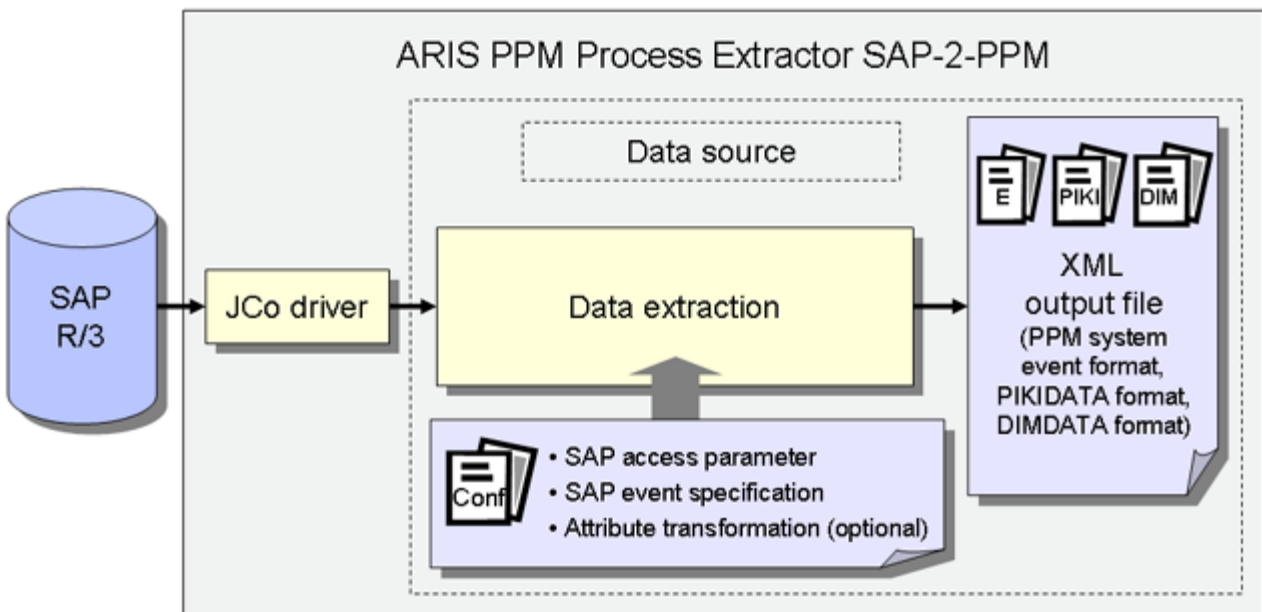 ARIS PPM Process Extractor SAP-2-PPM
Data source
SAP
R/3
JCo driver
Data extraction
E
PIKI
DIM
XML
output file
(PPM system
event format,
PIKIDATA format,
DIMDATA format)
Conf
• SAP access parameter
• SAP event specification
• Attribute transformation (optional)